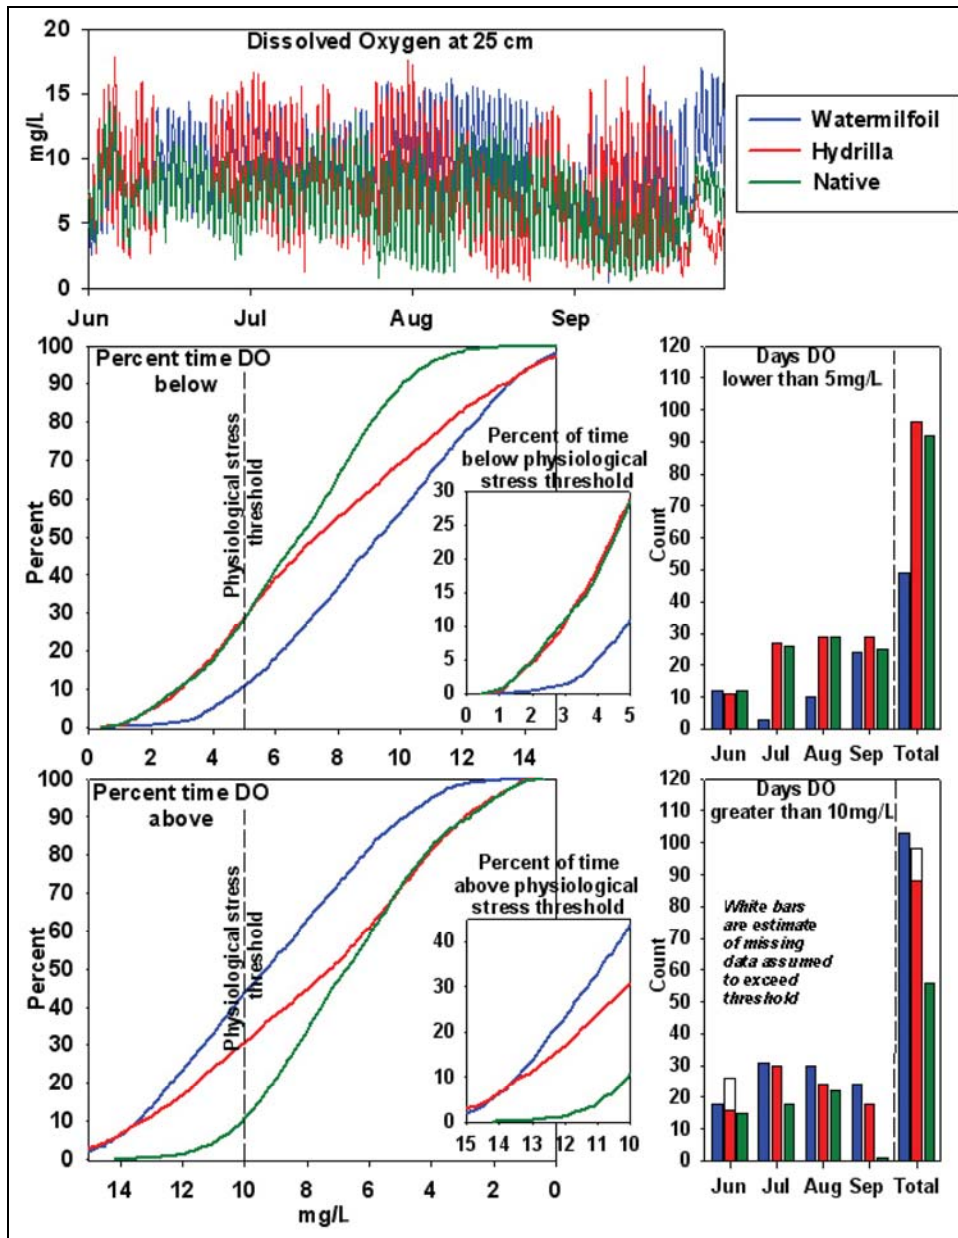 Dissolved Oxygen at 25 cm
20
15
10
5
0
mg/L
Jun Jul Aug Sep
Watermilfoil
Hydrilla
Native
Percent time DO
below
Physiological stress
threshold
100
90
80
70
60
50
40
30
20
10
0
Percent
0 2 4 6 8 10 12 14
Percent of time
below physiological
stress threshold
30
25
20
15
10
5
0
0 1 2 3 4 5
Days DO
lower than 5mg/L
120
110
100
90
80
70
60
50
40
30
20
10
0
Count
Jun Jul Aug Sep Total
Percent time DO
above
Physiological stress
threshold
100
90
80
70
60
50
40
30
20
10
0
Percent
14 12 10 8 6 4 2 0
mg/L
Percent of time
above physiological
stress threshold
40
30
20
10
0
15 14 13 12 11 10
Days DO
greater than 10mg/L
White bars
are estimate
of missing
data assumed
to exceed
threshold
120
110
100
90
80
70
60
50
40
30
20
10
0
Count
Jun Jul Aug Sep Total